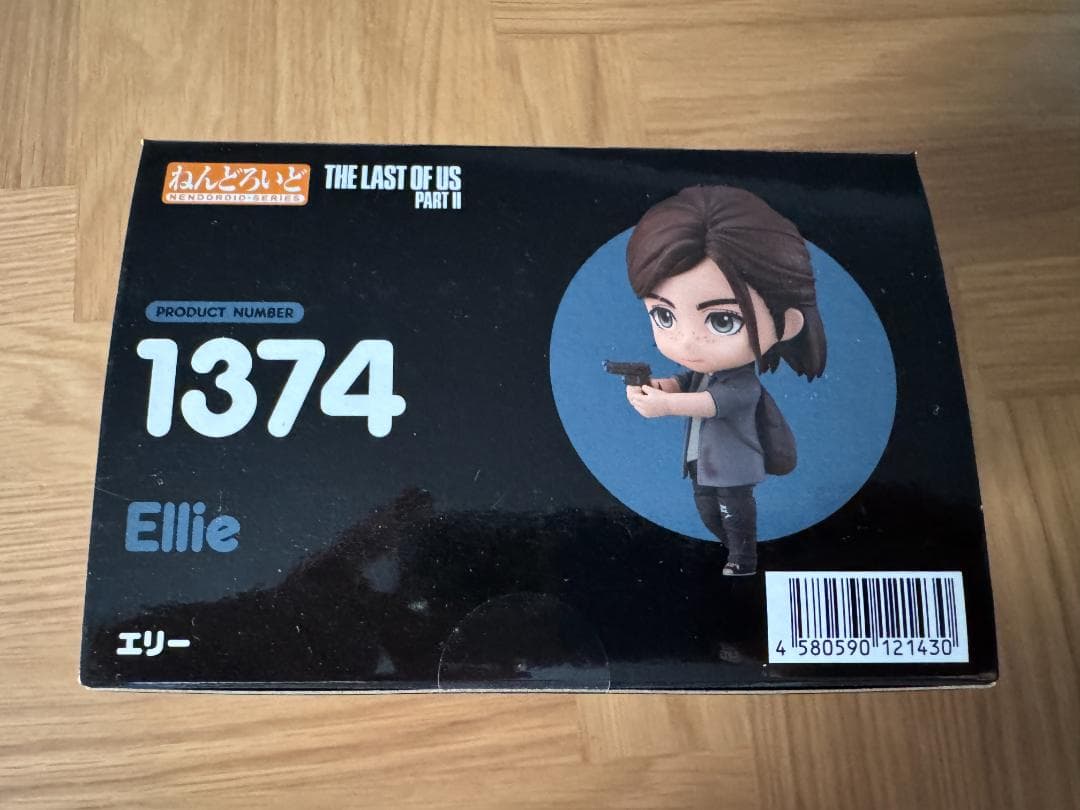 ねんどろいど
NENDOROID•SERIES
THE LAST OF US
PART II
PRODUCT NUMBER
1374
Ellie
エリー
4 580590 121430